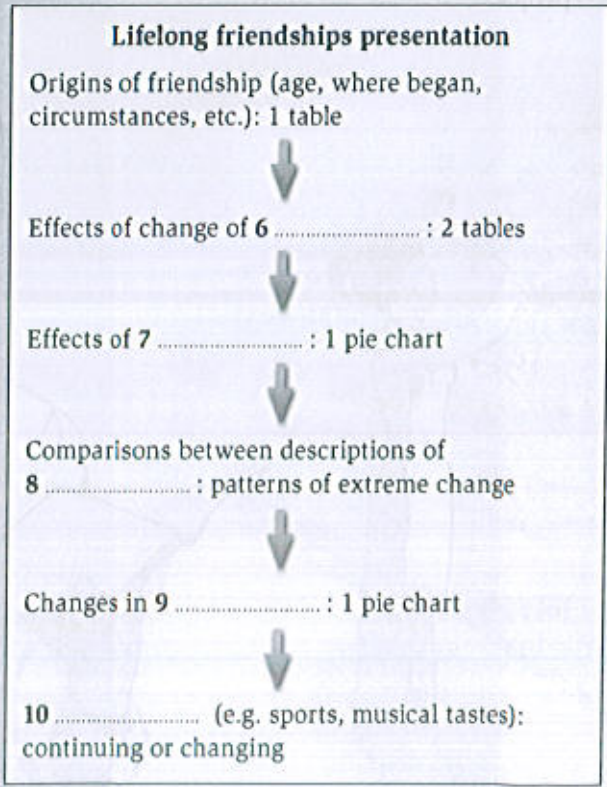 Lifelong friendships presentation
Origins of friendship (age, where began,
circumstances, etc.): 1 table
Effects of change of 6 ........................... : 2 tables
Effects of 7 ........................... : 1 pie chart
Comparisons between descriptions of
8 ........................... : patterns of extreme change
Changes in 9 ........................... : 1 pie chart
10 ........................... (e.g. sports, musical tastes):
continuing or changing